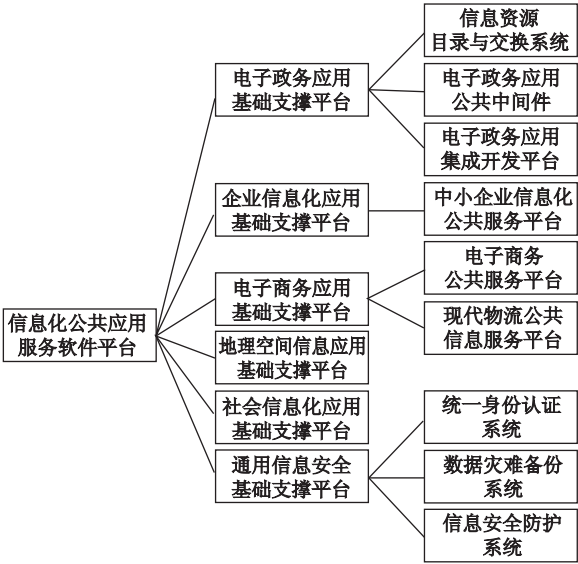 信息化公共应用
服务软件平台
电子政务应用
基础支撑平台
信息资源
目录与交换系统
电子政务应用
公共中间件
电子政务应用
集成开发平台
企业信息化应用
基础支撑平台
中小企业信息化
公共服务平台
电子商务应用
基础支撑平台
电子商务
公共服务平台
现代物流公共
信息服务平台
地理空间信息应用
基础支撑平台
社会信息化应用
基础支撑平台
通用信息安全
基础支撑平台
统一身份认证
系统
数据灾难备份
系统
信息安全防护
系统